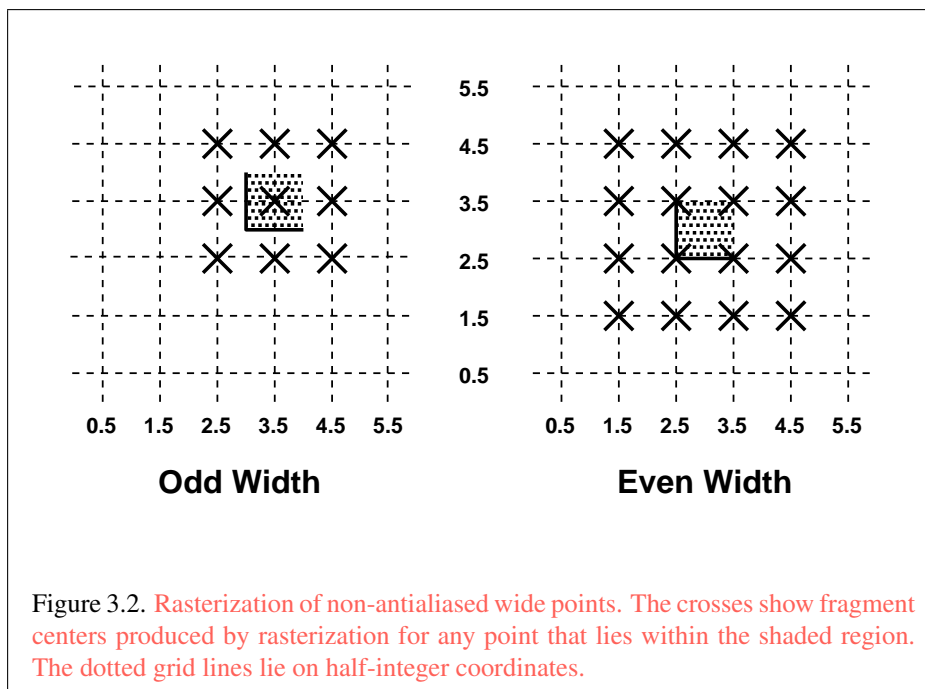 5.5
4.5
3.5
2.5
1.5
0.5
0.5 1.5 2.5 3.5 4.5 5.5
0.5 1.5 2.5 3.5 4.5 5.5
Odd Width
Even Width
Figure 3.2. Rasterization of non-antialiased wide points. The crosses show fragment
centers produced by rasterization for any point that lies within the shaded region.
The dotted grid lines lie on half-integer coordinates.